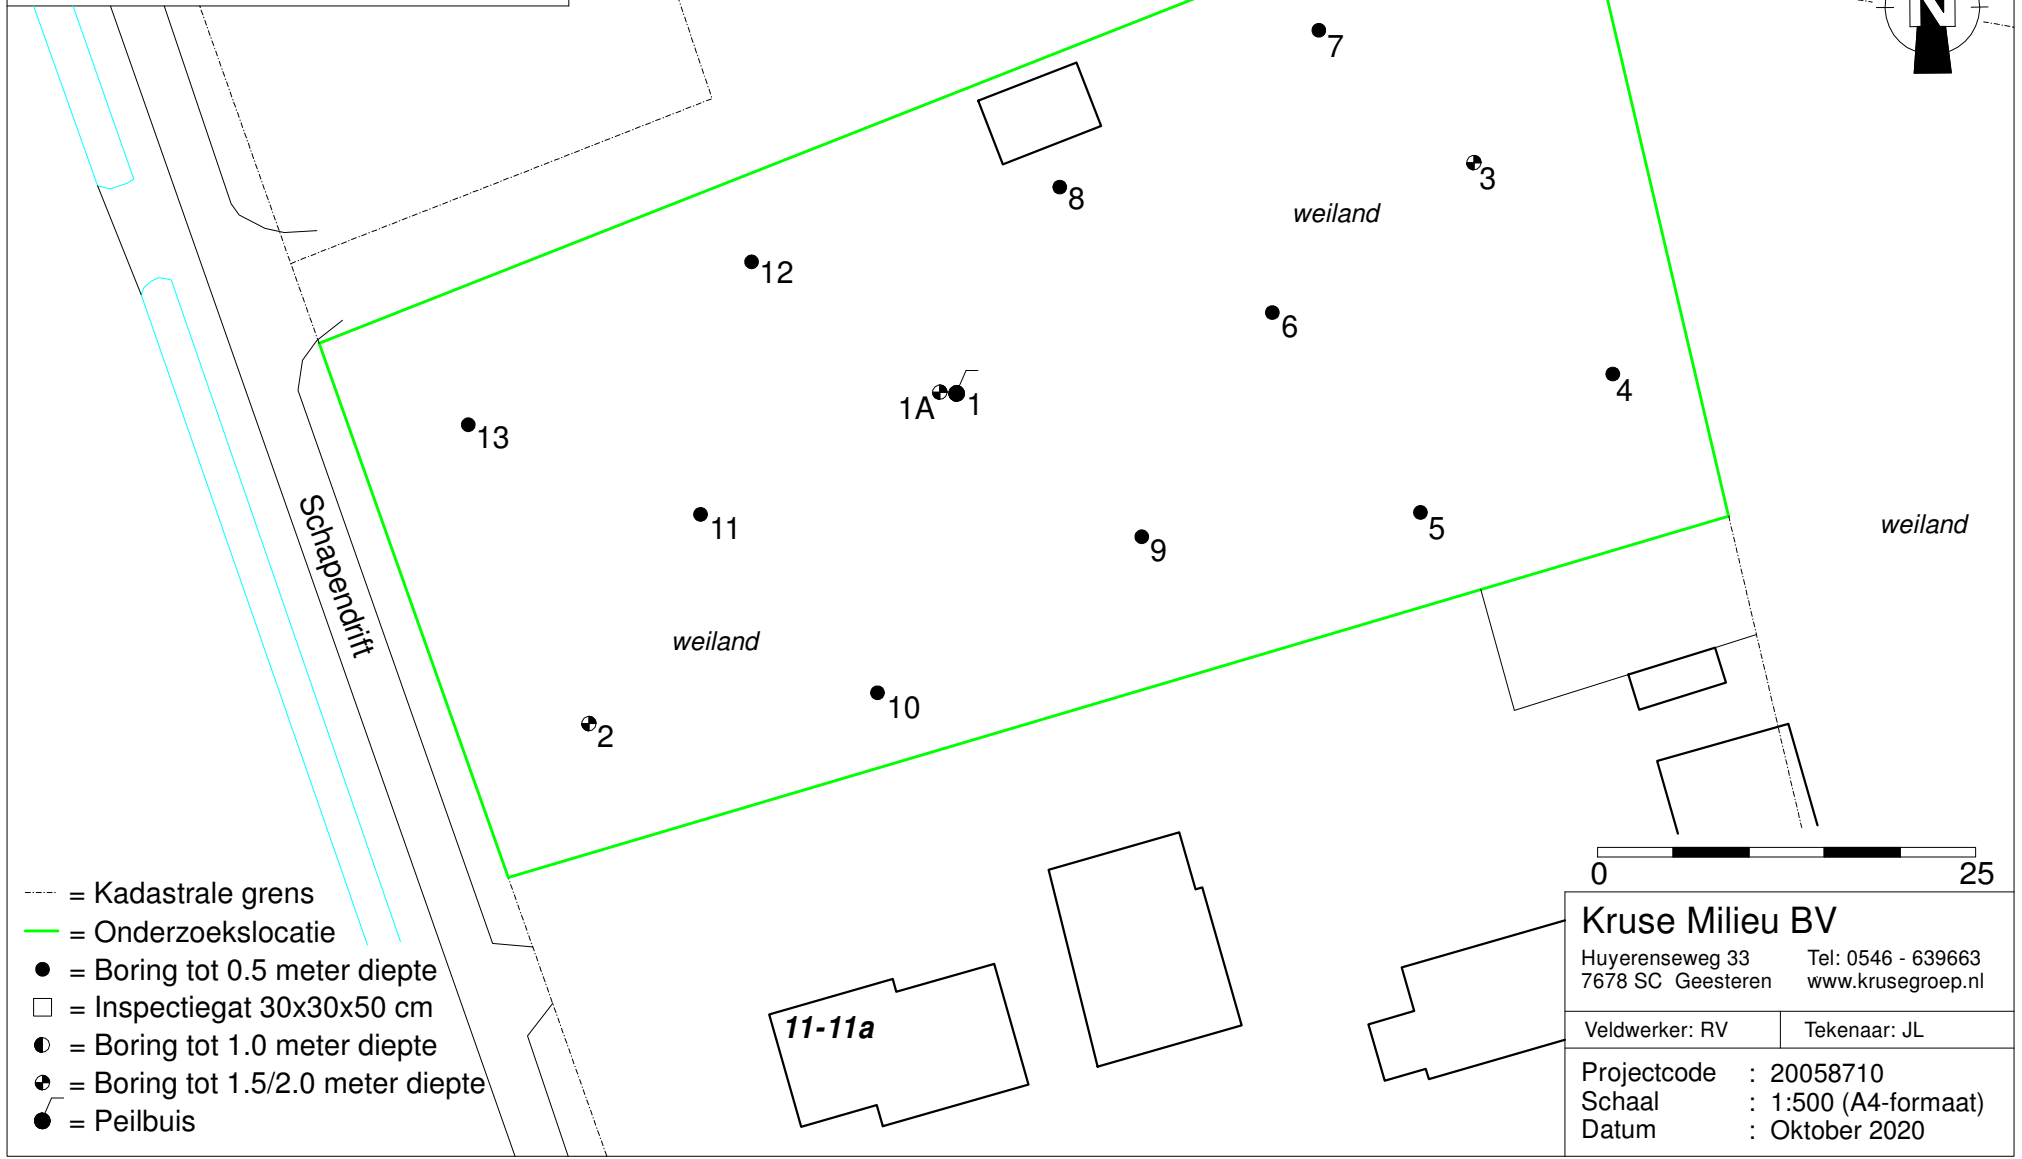 N
7
3
8
weiland
12
6
4
1A
1
13
11
5
9
weiland
Schapendrift
weiland
10
2
0
25
11-11a
= Kadastrale grens
= Onderzoekslocatie
= Boring tot 0.5 meter diepte
= Inspectiegat 30x30x50 cm
= Boring tot 1.0 meter diepte
= Boring tot 1.5/2.0 meter diepte
= Peilbuis
Kruse Milieu BV
Huyerenseweg 33 Tel: 0546 - 639663
7678 SC Geesteren www.krusegroep.nl
Veldwerker: RV Tekenaar: JL
Projectcode : 20058710
Schaal : 1:500 (A4-formaat)
Datum : Oktober 2020